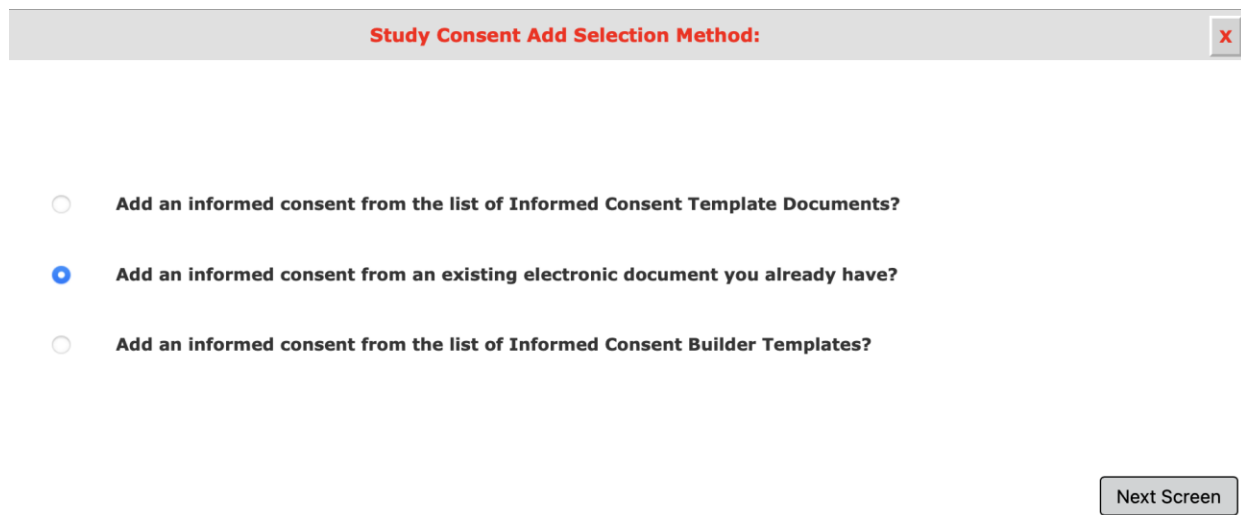 Study Consent Add Selection Method:
X
Add an informed consent from the list of Informed Consent Template Documents?
Add an informed consent from an existing electronic document you already have?
Add an informed consent from the list of Informed Consent Builder Templates?
Next Screen